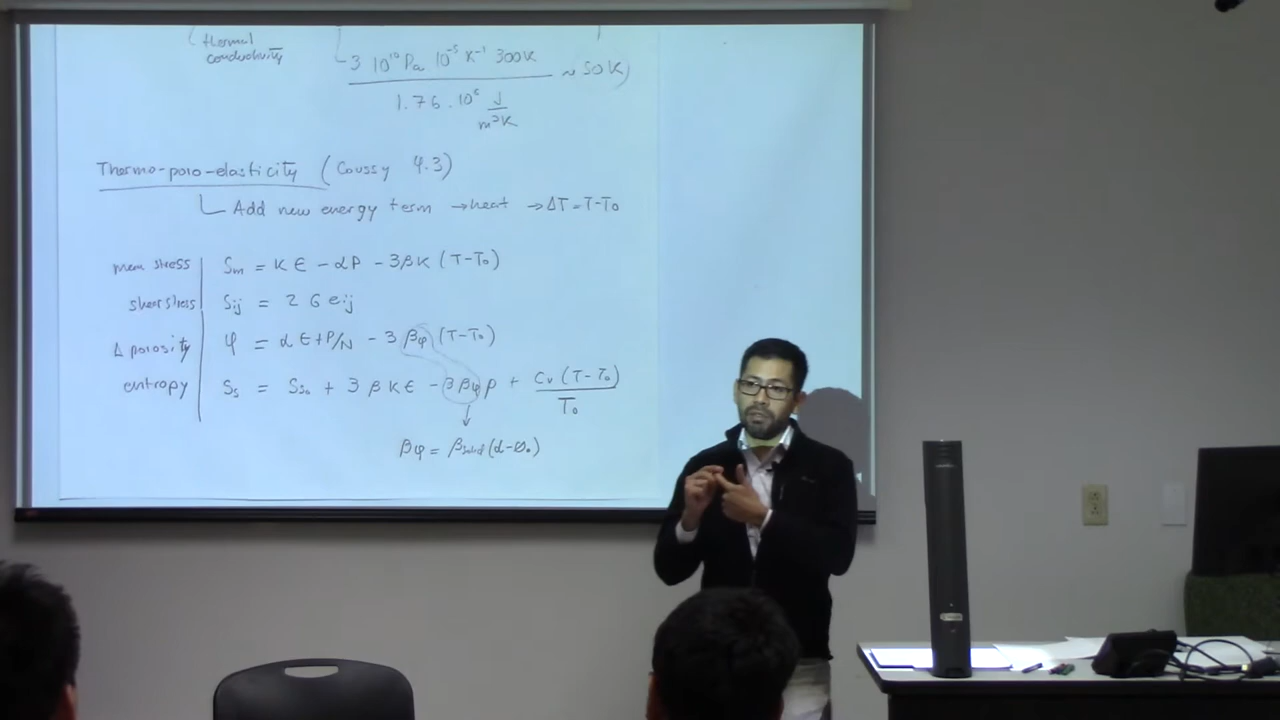 thermal
conductivity
3 10¹⁰ Pa 10⁻⁵ K⁻¹ 300K ~ 50K)
1.76 . 10⁶ J
m³K
Thermo-poro-elasticity (Coussy 4.3)
Add new energy term → heat → ΔT = T-T₀
mean stress Sm = K ϵ - αp - 3βK (T-T₀)
shear stress Sij = 2 G eij
Δ porosity φ = α ϵ + P/N - 3 βφ (T-T₀)
entropy Ss = Ss₀ + 3 β K ϵ - 3βφ p + Cv (T-T₀)
T₀
βφ = βsolid (α-Ø₀)